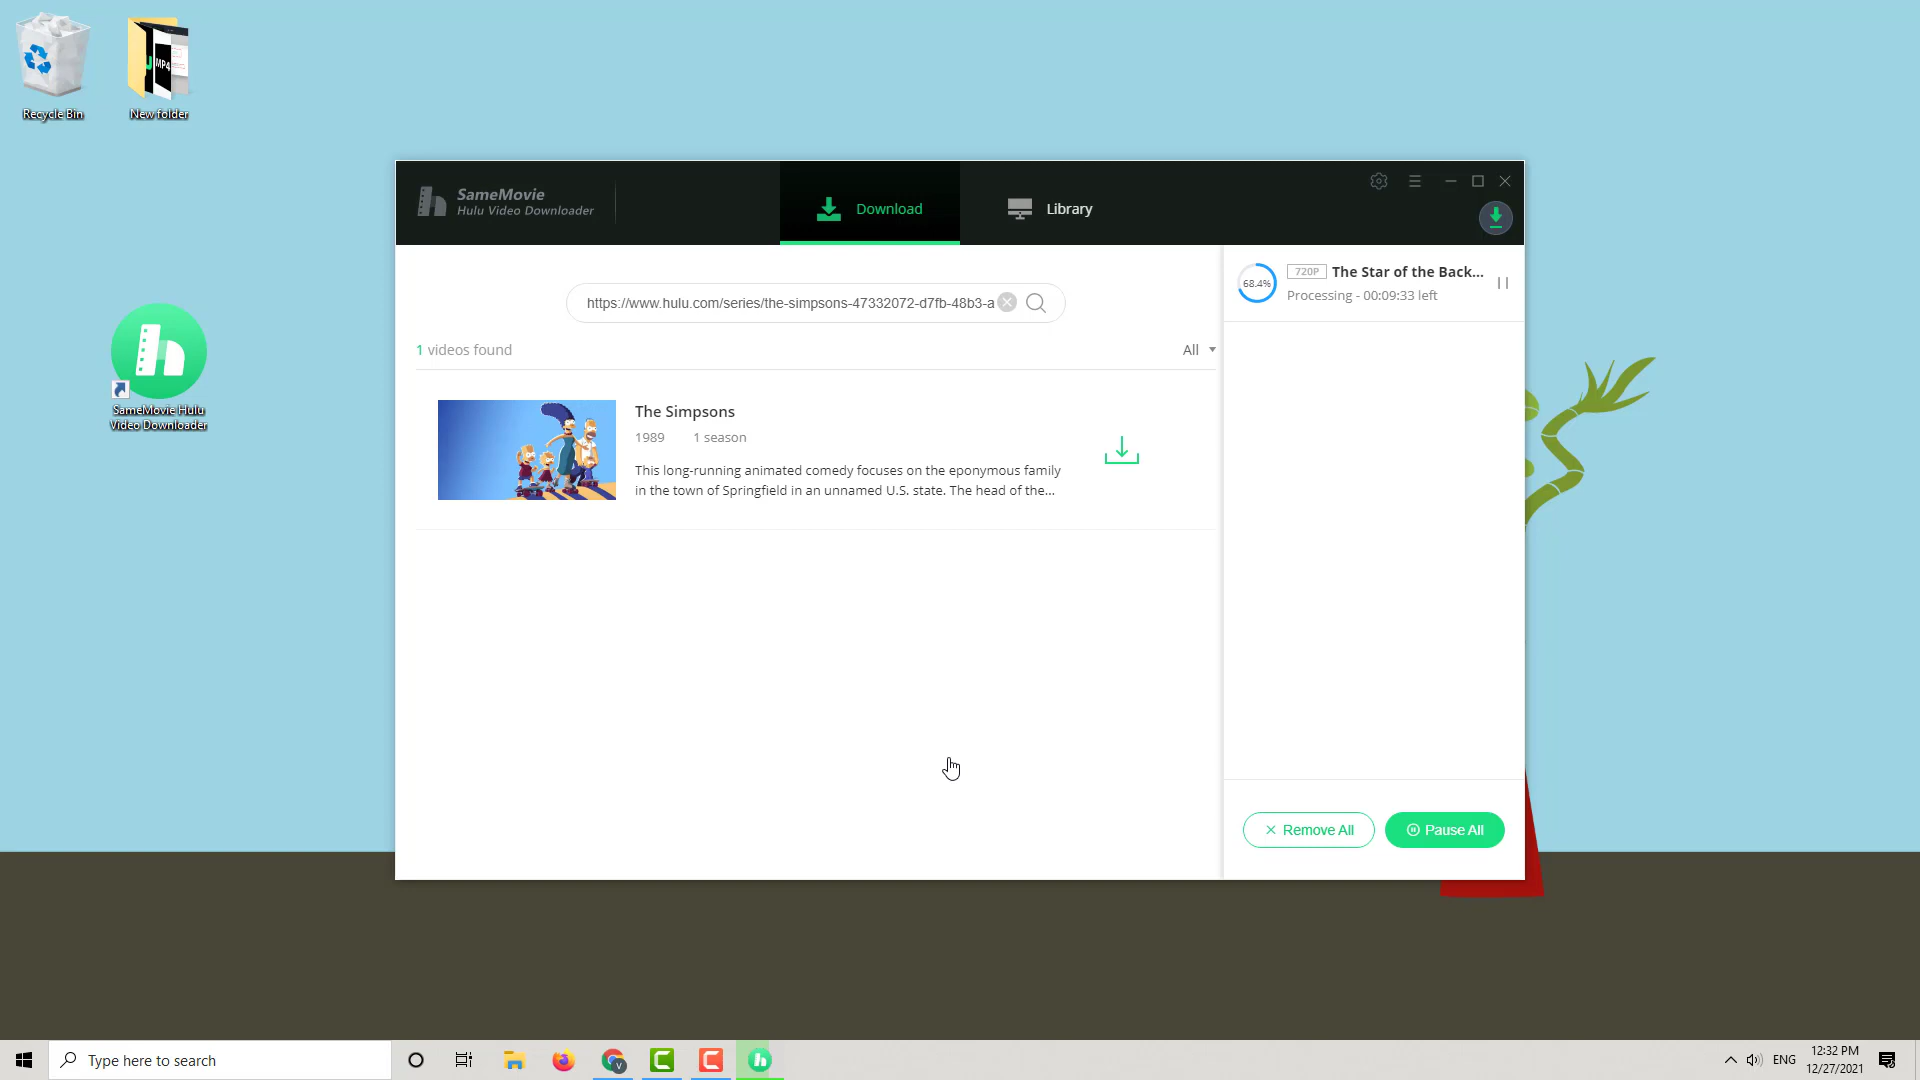 Recycle Bin
New folder
MP4
SameMovie Hulu
Video Downloader
SameMovie
Hulu Video Downloader
Download
Library
https://www.hulu.com/series/the-simpsons-47332072-d7fb-48b3-a
1 videos found
All
The Simpsons
1989 1 season
This long-running animated comedy focuses on the eponymous family
in the town of Springfield in an unnamed U.S. state. The head of the...
68.4%
720P The Star of the Back...
Processing - 00:09:33 left
Remove All
Pause All
Type here to search
V
ENG
12:32 PM
12/27/2021